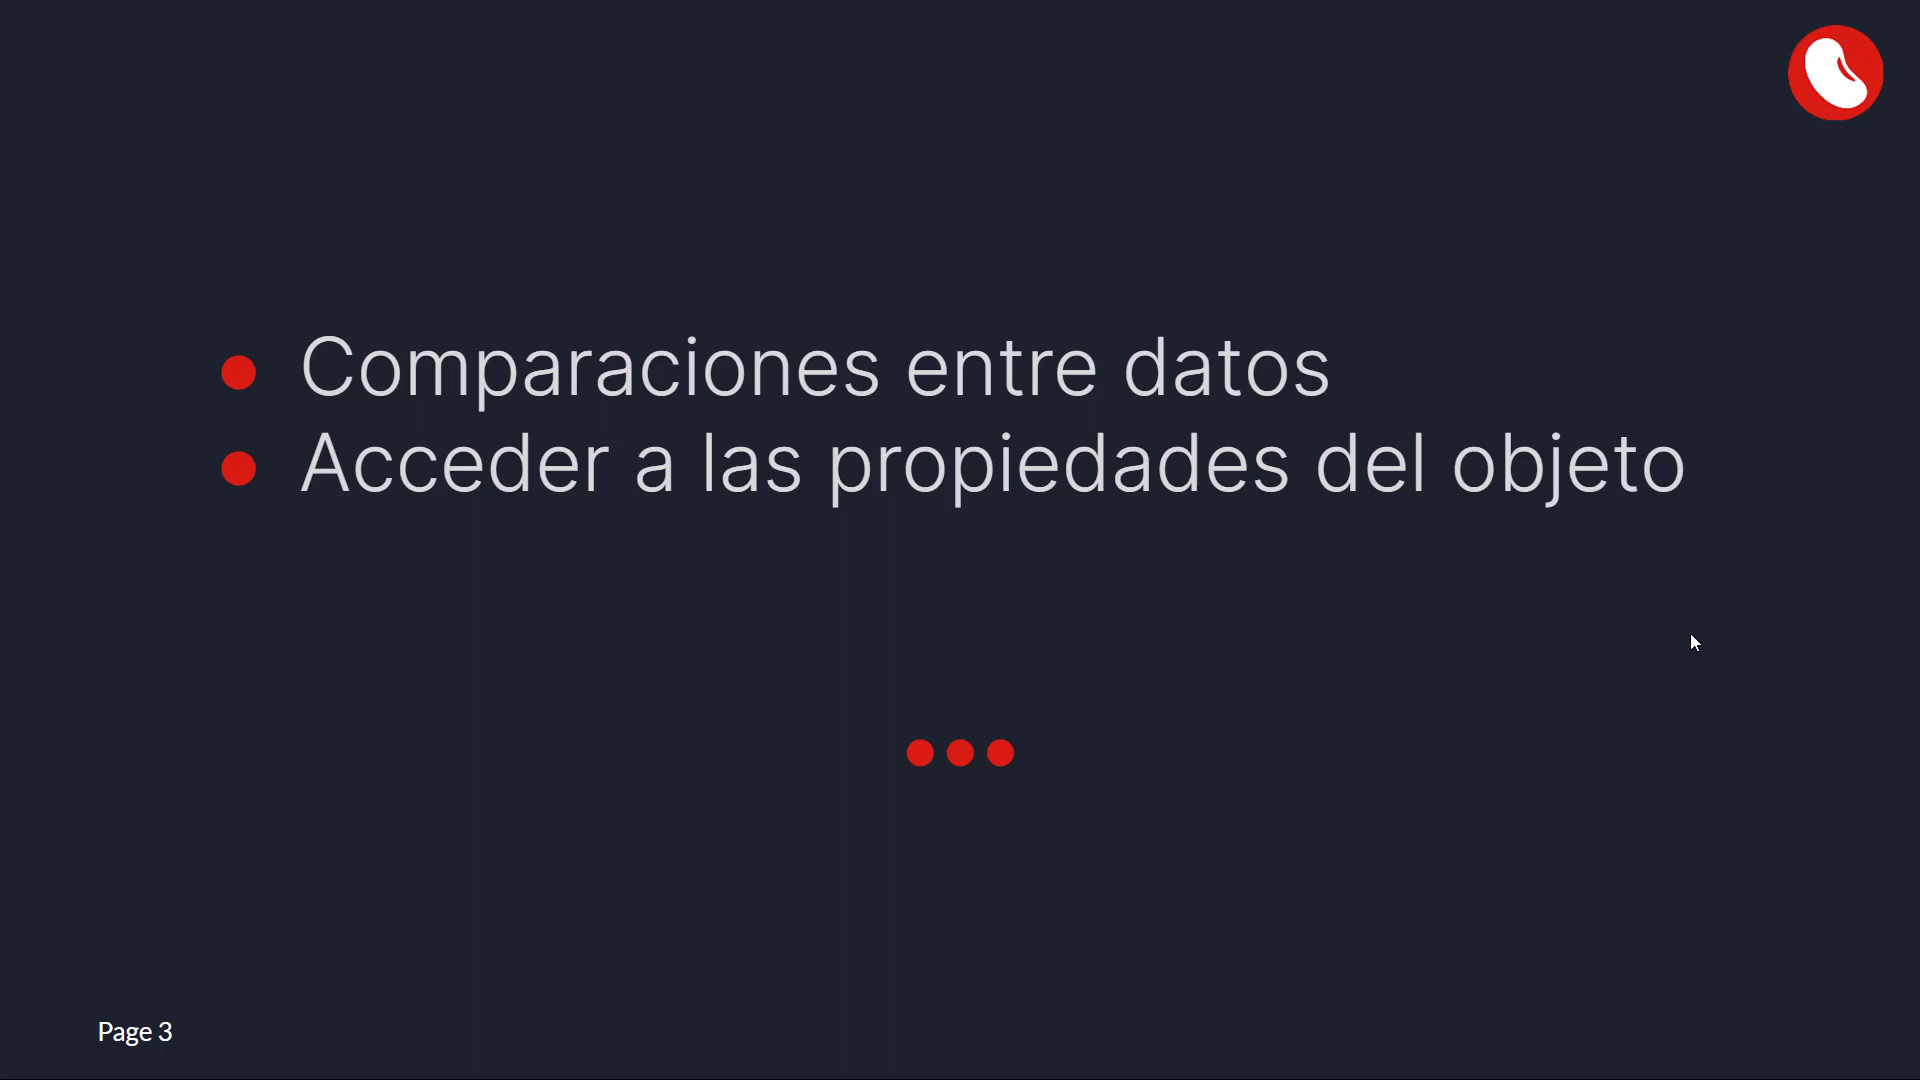 Comparaciones entre datos
Acceder a las propiedades del objeto
Page 3